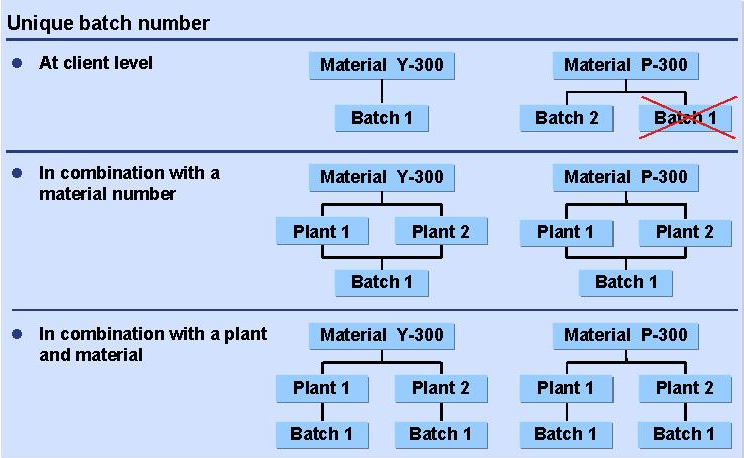 Unique batch number
At client level
Material Y-300
Material P-300
Batch 1
Batch 2
Batch 1
In combination with a
material number
Material Y-300
Material P-300
Plant 1
Plant 2
Plant 1
Plant 2
Batch 1
Batch 1
In combination with a plant
and material
Material Y-300
Material P-300
Plant 1
Plant 2
Plant 1
Plant 2
Batch 1
Batch 1
Batch 1
Batch 1